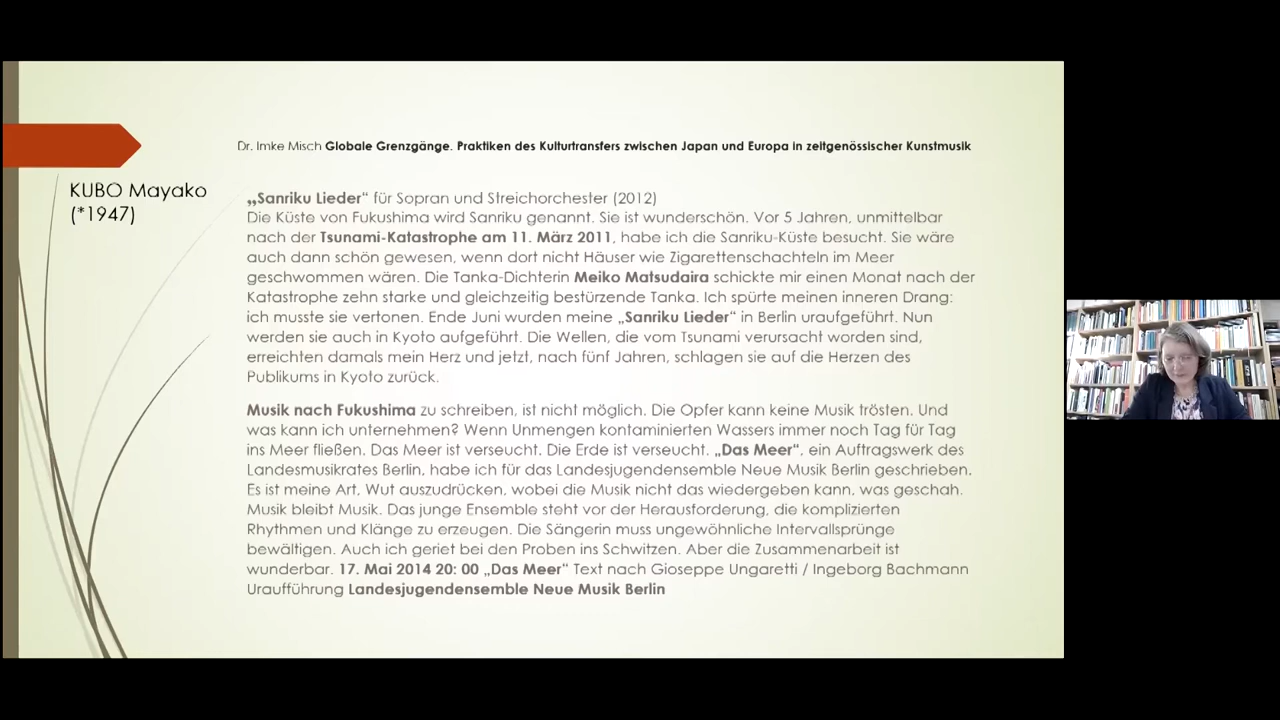 Dr. Imke Misch Globale Grenzgänge. Praktiken des Kulturtransfers zwischen Japan und Europa in zeitgenössischer Kunstmusik
KUBO Mayako
(*1947)
„Sanriku Lieder“ für Sopran und Streichorchester (2012)
Die Küste von Fukushima wird Sanriku genannt. Sie ist wunderschön. Vor 5 Jahren, unmittelbar
nach der Tsunami-Katastrophe am 11. März 2011, habe ich die Sanriku-Küste besucht. Sie wäre
auch dann schön gewesen, wenn dort nicht Häuser wie Zigarettenschachteln im Meer
geschwommen wären. Die Tanka-Dichterin Meiko Matsudaira schickte mir einen Monat nach der
Katastrophe zehn starke und gleichzeitig bestürzende Tanka. Ich spürte meinen inneren Drang:
ich musste sie vertonen. Ende Juni wurden meine „Sanriku Lieder“ in Berlin uraufgeführt. Nun
werden sie auch in Kyoto aufgeführt. Die Wellen, die vom Tsunami verursacht worden sind,
erreichten damals mein Herz und jetzt, nach fünf Jahren, schlagen sie auf die Herzen des
Publikums in Kyoto zurück.
Musik nach Fukushima zu schreiben, ist nicht möglich. Die Opfer kann keine Musik trösten. Und
was kann ich unternehmen? Wenn Unmengen kontaminierten Wassers immer noch Tag für Tag
ins Meer fließen. Das Meer ist verseucht. Die Erde ist verseucht. „Das Meer“, ein Auftragswerk des
Landesmusikrates Berlin, habe ich für das Landesjugendensemble Neue Musik Berlin geschrieben.
Es ist meine Art, Wut auszudrücken, wobei die Musik nicht das wiedergeben kann, was geschah.
Musik bleibt Musik. Das junge Ensemble steht vor der Herausforderung, die komplizierten
Rhythmen und Klänge zu erzeugen. Die Sängerin muss ungewöhnliche Intervallsprünge
bewältigen. Auch ich geriet bei den Proben ins Schwitzen. Aber die Zusammenarbeit ist
wunderbar. 17. Mai 2014 20: 00 „Das Meer“ Text nach Gioseppe Ungaretti / Ingeborg Bachmann
Uraufführung Landesjugendensemble Neue Musik Berlin